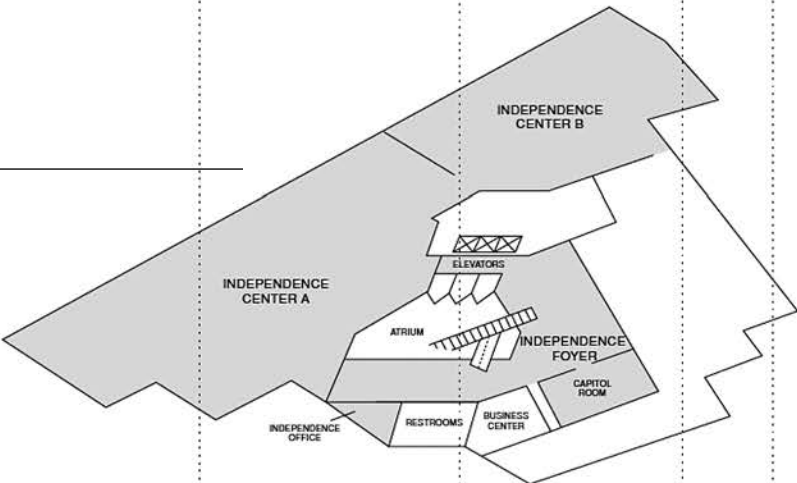 INDEPENDENCE
CENTER B
ELEVATORS
INDEPENDENCE
CENTER A
ATRIUM
INDEPENDENCE
FOYER
CAPITOL
ROOM
INDEPENDENCE
OFFICE
RESTROOMS
BUSINESS
CENTER